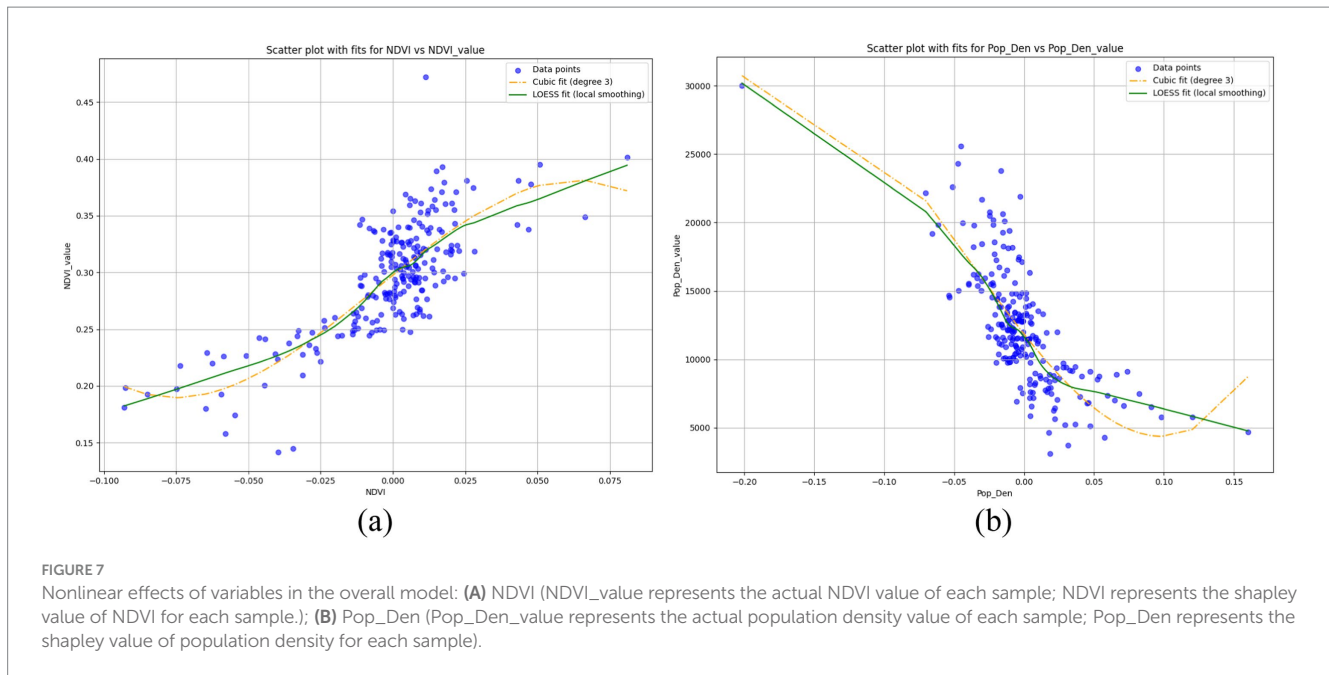 Scatter plot with fits for NDVI vs NDVI_value
Data points
Cubic fit (degree 3)
LOESS fit (local smoothing)
0.45
0.40
0.35
0.30
0.25
0.20
0.15
NDVI_value
−0.100
−0.075
−0.050
−0.025
0.000
0.025
0.050
0.075
NDVI
(a)
Scatter plot with fits for Pop_Den vs Pop_Den_value
Data points
Cubic fit (degree 3)
LOESS fit (local smoothing)
30000
25000
20000
15000
10000
5000
Pop_Den_value
−0.20
−0.15
−0.10
−0.05
0.00
0.05
0.10
0.15
Pop_Den
(b)
FIGURE 7
Nonlinear effects of variables in the overall model: (A) NDVI (NDVI_value represents the actual NDVI value of each sample; NDVI represents the shapley
value of NDVI for each sample.); (B) Pop_Den (Pop_Den_value represents the actual population density value of each sample; Pop_Den represents the
shapley value of population density for each sample).